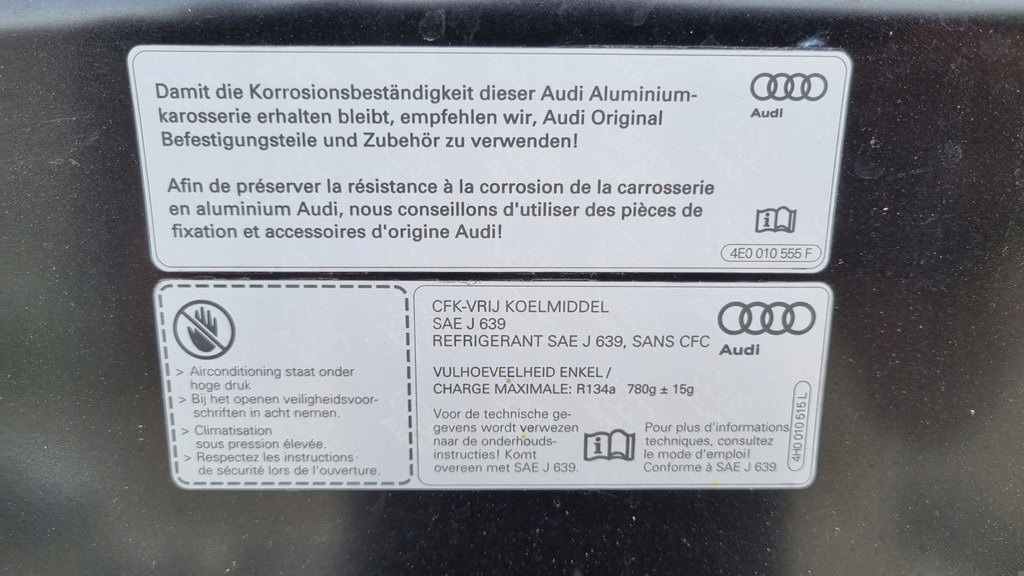 Damit die Korrosionsbeständigkeit dieser Audi Aluminium-
karosserie erhalten bleibt, empfehlen wir, Audi Original
Befestigungsteile und Zubehör zu verwenden!
Audi
Afin de préserver la résistance à la corrosion de la carrosserie
en aluminium Audi, nous conseillons d'utiliser des pièces de
fixation et accessoires d'origine Audi!
i
4E0 010 555 F
> Airconditioning staat onder
hoge druk
> Bij het openen veiligheidsvoor-
schriften in acht nemen.
> Climatisation
sous pression élevée.
> Respectez les instructions
de sécurité lors de l'ouverture.
CFK-VRIJ KOELMIDDEL
SAE J 639
REFRIGERANT SAE J 639, SANS CFC
Audi
VULHOEVEELHEID ENKEL /
CHARGE MAXIMALE: R134a 780g ± 15g
Voor de technische ge-
gevens wordt verwezen
naar de onderhouds-
instructies! Komt
overeen met SAE J 639.
i
Pour plus d'informations
techniques, consultez
le mode d'emploi!
Conforme à SAE J 639
4H0 010 515 L